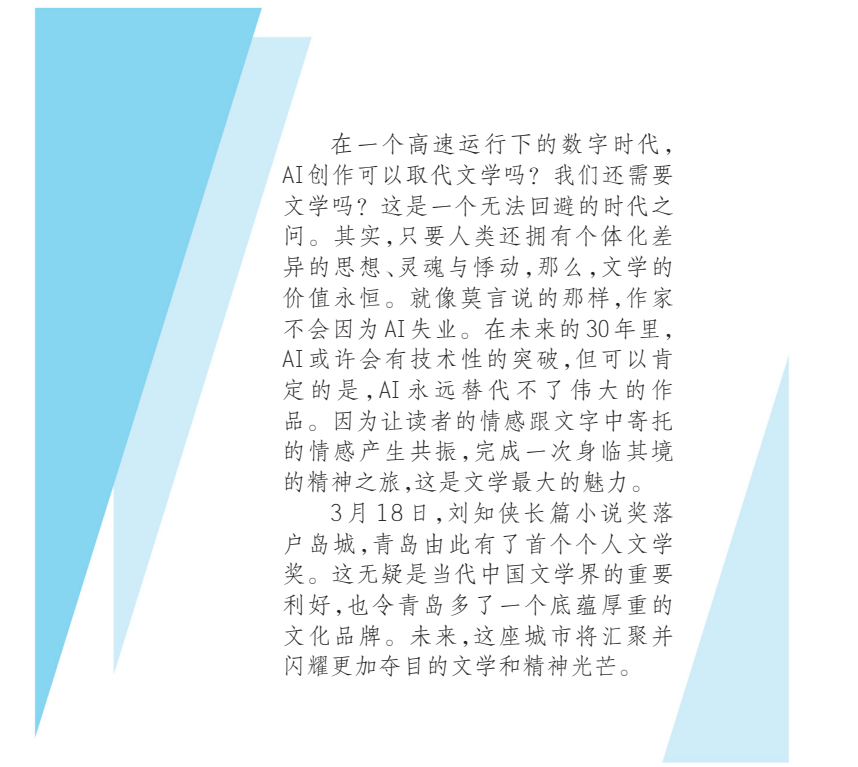 在一个高速运行下的数字时代，
AI创作可以取代文学吗？我们还需要
文学吗？这是一个无法回避的时代之
问。其实，只要人类还拥有个体化差
异的思想、灵魂与悸动，那么，文学的
价值永恒。就像莫言说的那样，作家
不会因为AI失业。在未来的30年里，
AI或许会有技术性的突破，但可以肯
定的是，AI永远替代不了伟大的作
品。因为让读者的情感跟文字中寄托
的情感产生共振，完成一次身临其境
的精神之旅，这是文学最大的魅力。
3月18日，刘知侠长篇小说奖落
户岛城，青岛由此有了首个个人文学
奖。这无疑是当代中国文学界的重要
利好，也令青岛多了一个底蕴厚重的
文化品牌。未来，这座城市将汇聚并
闪耀更加夺目的文学和精神光芒。